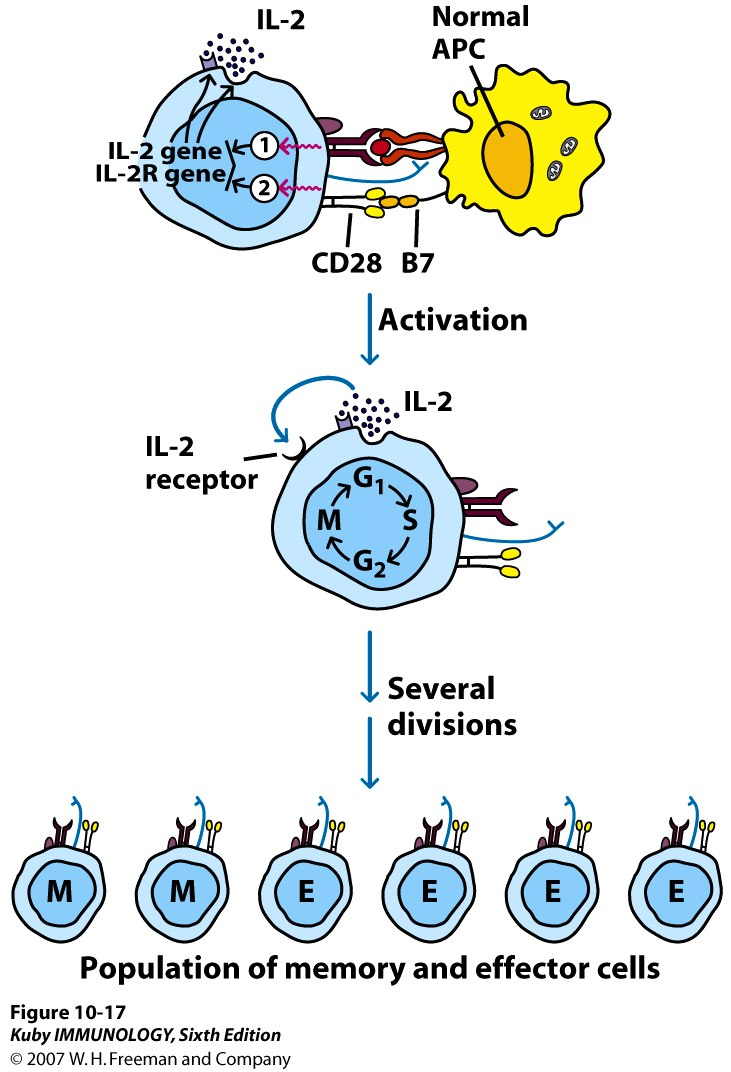 IL-2
Normal
APC
IL-2 gene
IL-2R gene
1
2
CD28 B7
Activation
IL-2
IL-2
receptor
G1
M S
G2
Several
divisions
M M E E E E
Population of memory and effector cells
Figure 10-17
Kuby IMMUNOLOGY, Sixth Edition
© 2007 W. H. Freeman and Company